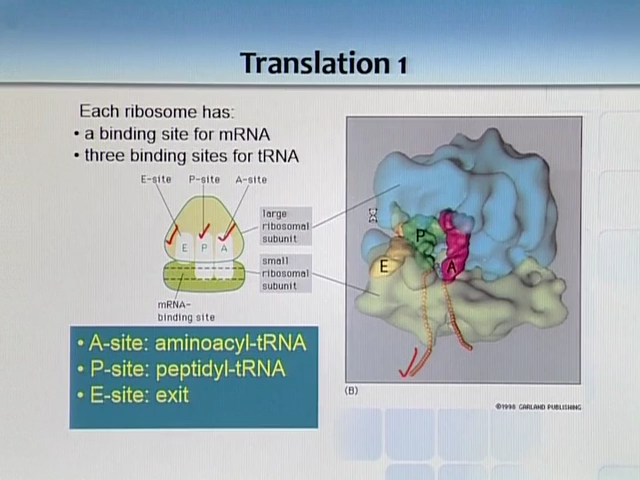 Translation 1
Each ribosome has:
• a binding site for mRNA
• three binding sites for tRNA
E-site P-site A-site
large
ribosomal
subunit
E P A
small
ribosomal
subunit
mRNA-
binding site
P
E A
(B)
©1998 GARLAND PUBLISHING
• A-site: aminoacyl-tRNA
• P-site: peptidyl-tRNA
• E-site: exit